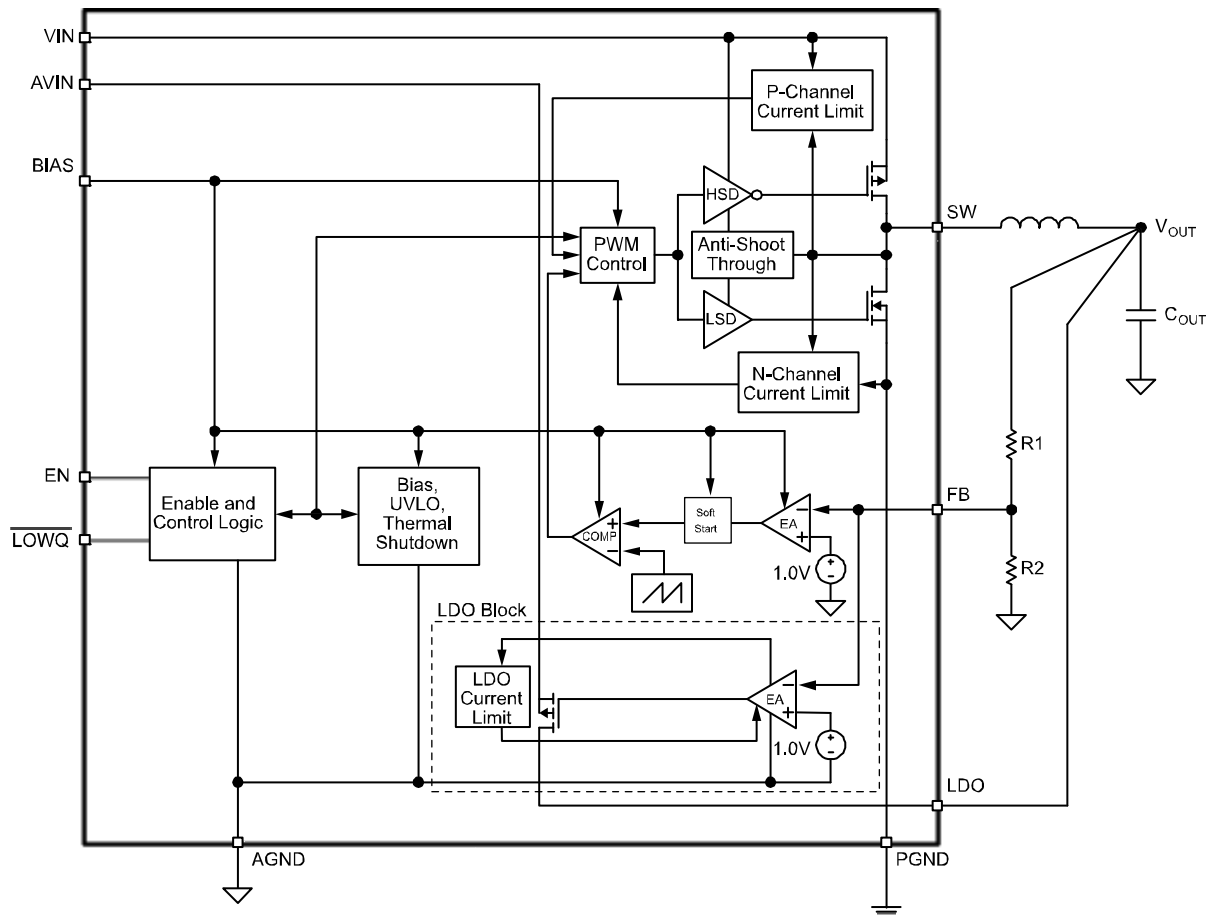 VIN
AVIN
P-Channel
Current Limit
BIAS
HSD
SW
VOUT
PWM
Control
Anti-Shoot
Through
LSD
COUT
N-Channel
Current Limit
R1
EN
Enable and
Control Logic
Bias,
UVLO,
Thermal
Shutdown
Soft
Start
EA
−
+
FB
LOWQ
COMP
+
−
1.0V
+
−
R2
LDO Block
LDO
Current
Limit
EA
−
+
1.0V
+
−
LDO
AGND
PGND